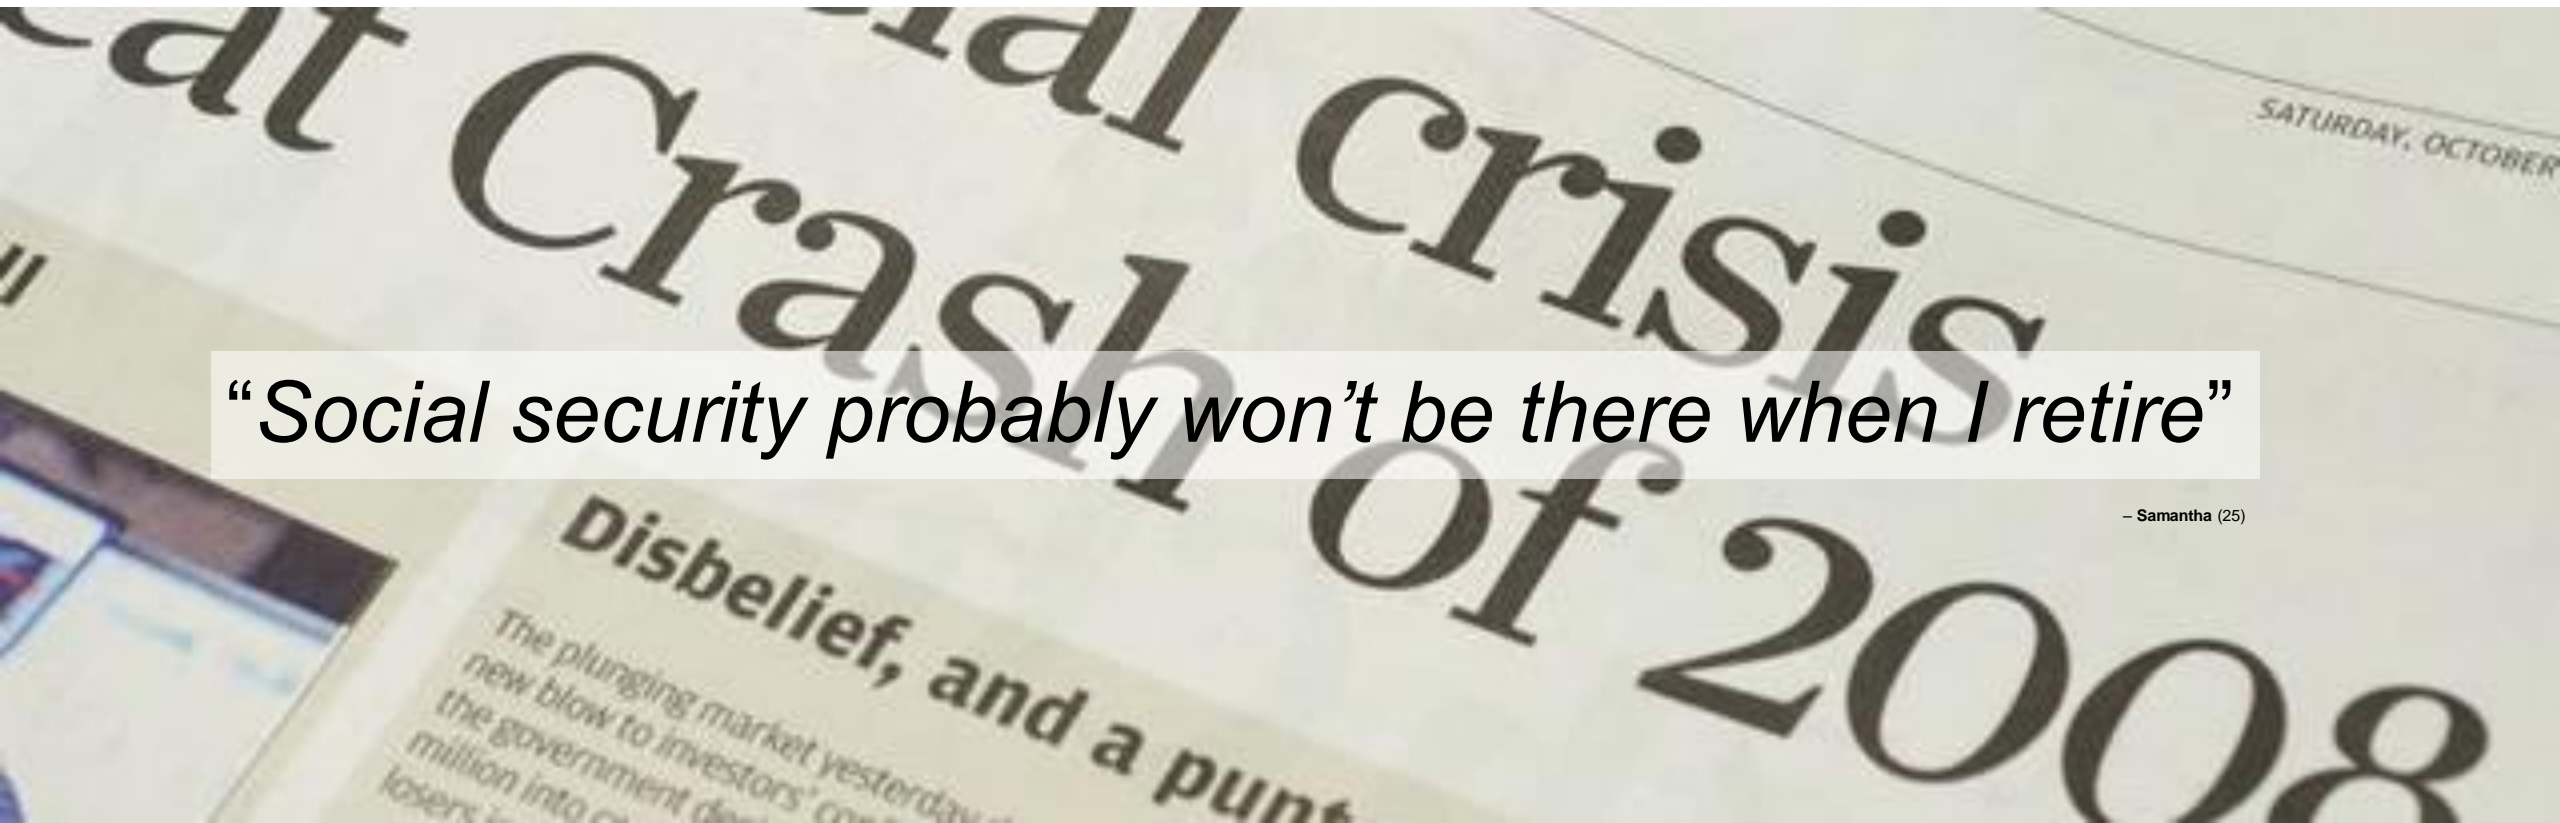 crisis
SATURDAY, OCTOBER
Crash of 2008
“Social security probably won’t be there when I retire”
– Samantha (25)
Disbelief, and a
The plunging market yesterday
new blow to investors’
the government
million into
losers